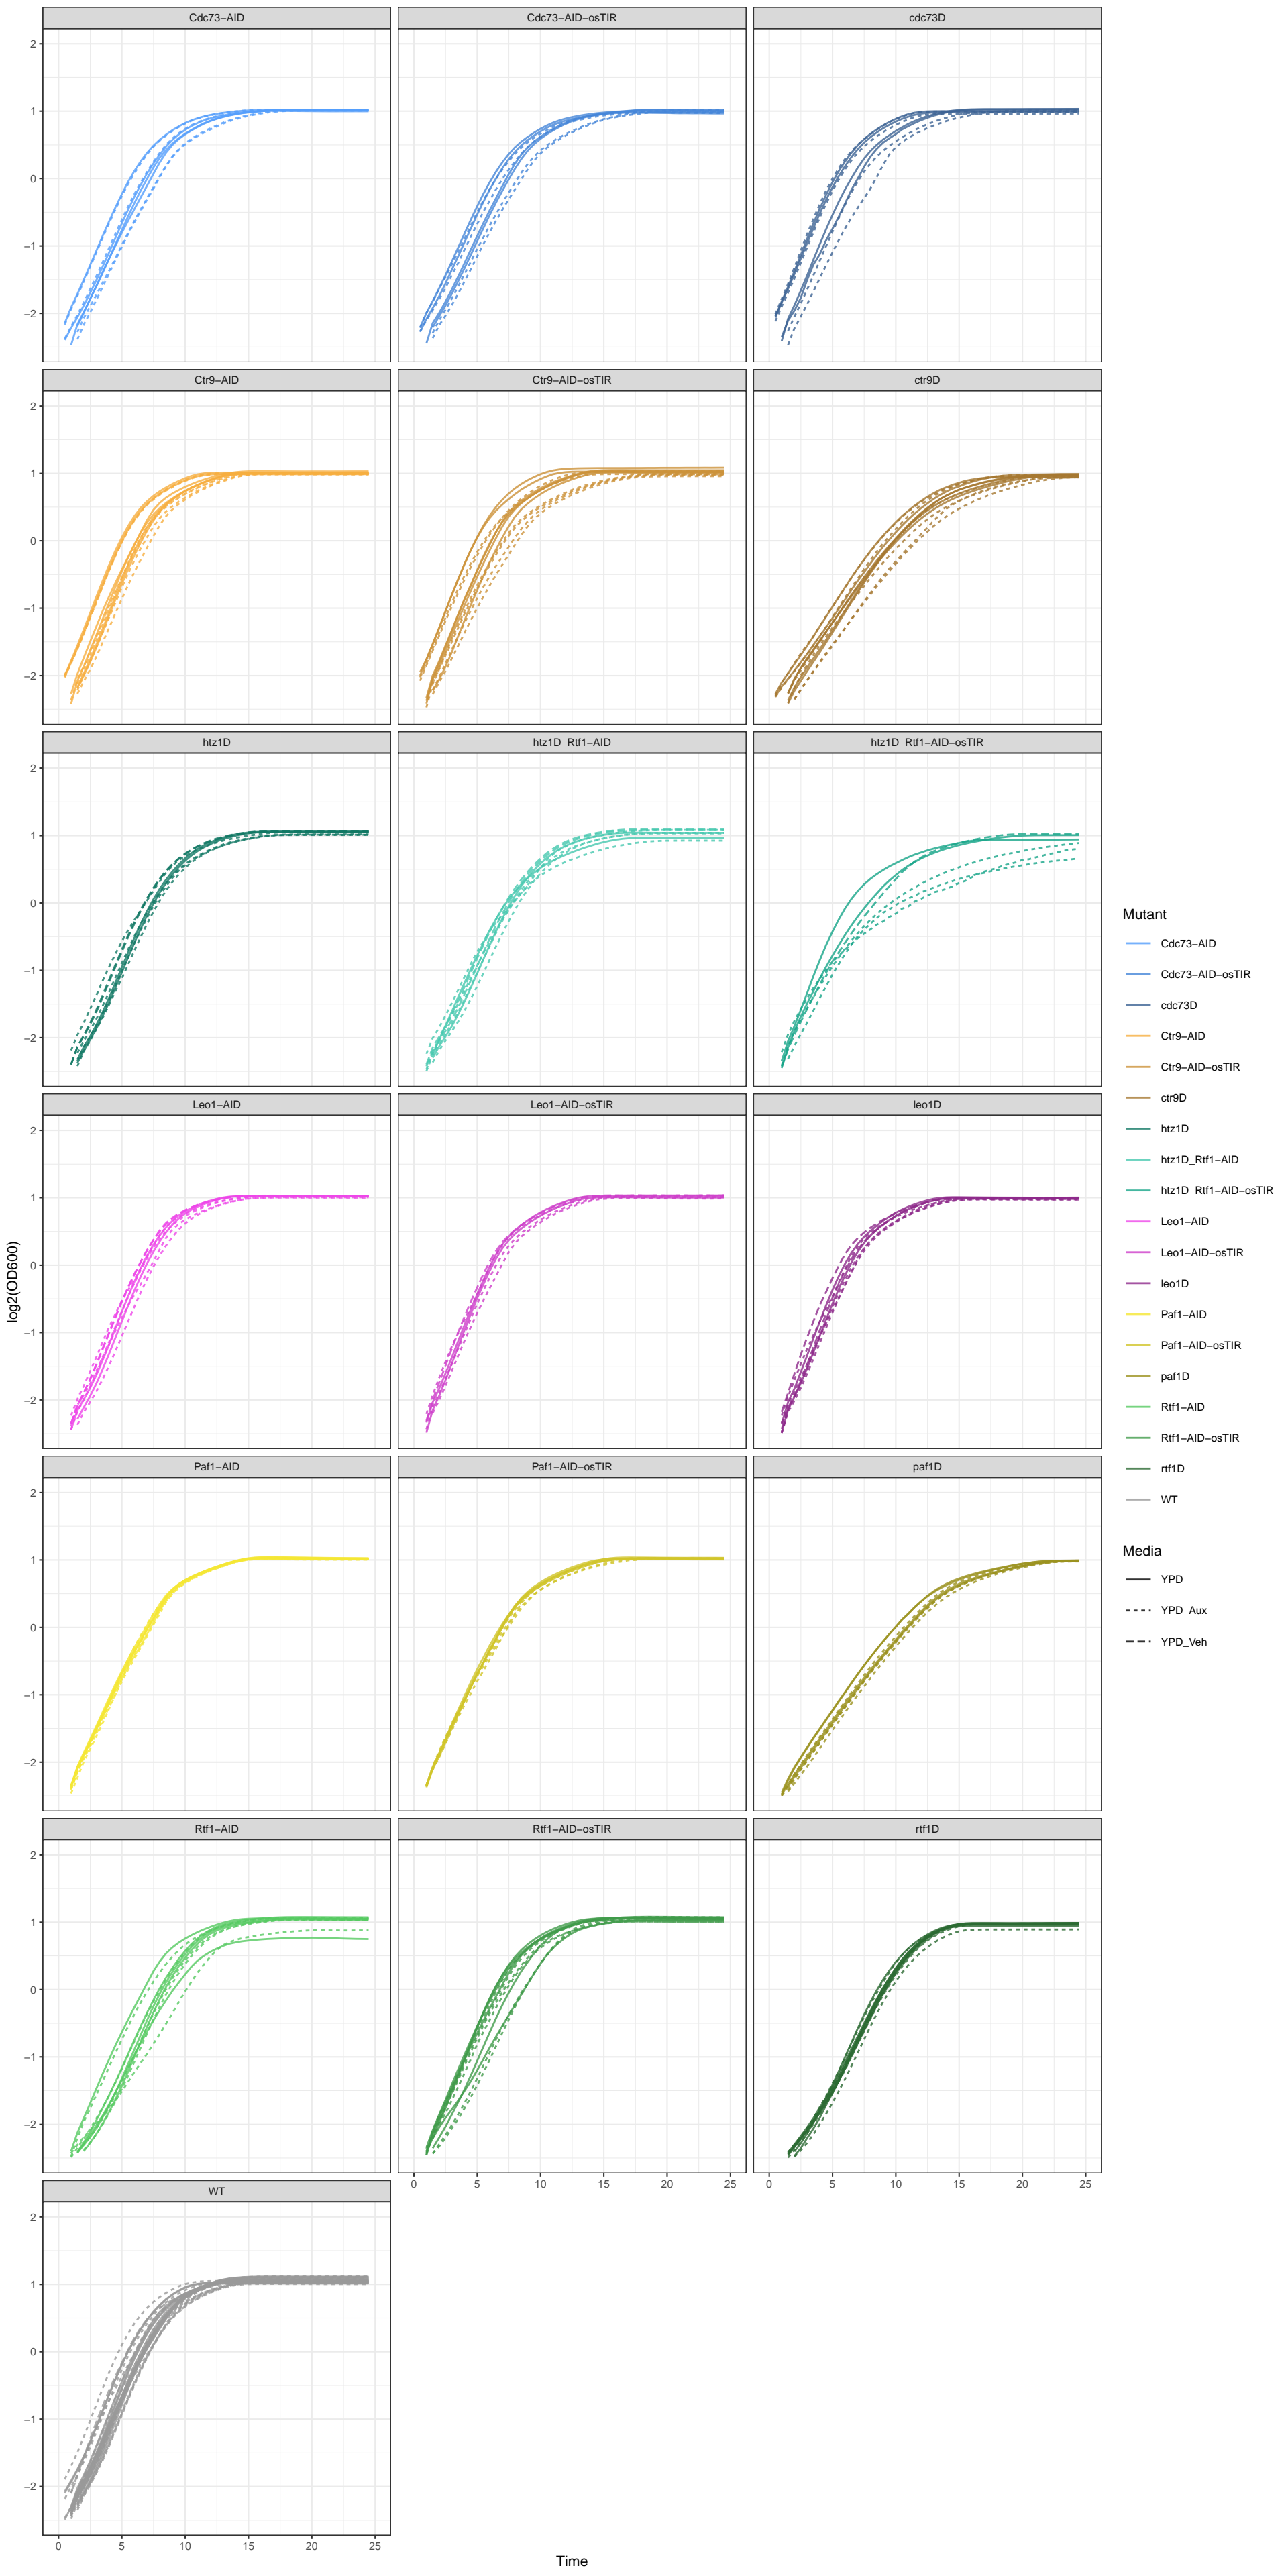 Cdc73−AID
Cdc73−AID−osTIR
cdc73D
2
1
0
−1
−2
Ctr9−AID
Ctr9−AID−osTIR
ctr9D
2
1
0
−1
−2
htz1D
htz1D_Rtf1−AID
htz1D_Rtf1−AID−osTIR
2
1
0
−1
−2
Leo1−AID
Leo1−AID−osTIR
leo1D
2
1
0
−1
−2
Paf1−AID
Paf1−AID−osTIR
paf1D
2
1
0
−1
−2
Rtf1−AID
Rtf1−AID−osTIR
rtf1D
2
1
0
−1
−2
0 5 10 15 20 25
0 5 10 15 20 25
WT
2
1
0
−1
−2
0 5 10 15 20 25
Time
log2(OD600)
Mutant
Cdc73−AID
Cdc73−AID−osTIR
cdc73D
Ctr9−AID
Ctr9−AID−osTIR
ctr9D
htz1D
htz1D_Rtf1−AID
htz1D_Rtf1−AID−osTIR
Leo1−AID
Leo1−AID−osTIR
leo1D
Paf1−AID
Paf1−AID−osTIR
paf1D
Rtf1−AID
Rtf1−AID−osTIR
rtf1D
WT
Media
YPD
YPD_Aux
YPD_Veh